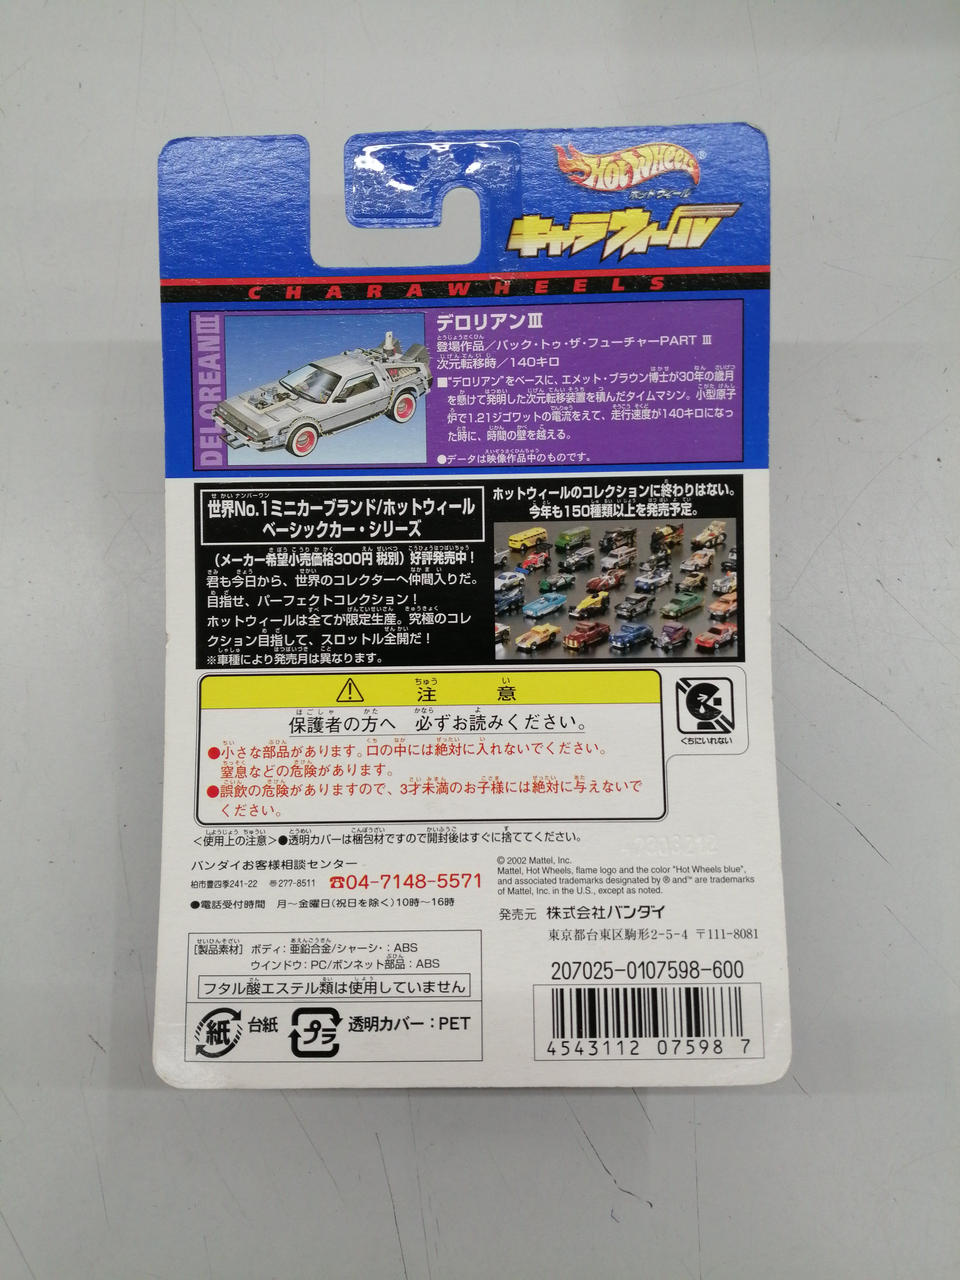 HOT WHEELS®
ホットウィール
キャラウィール
CHARAWHEELS
DELOREAN III
デロリアンIII
登場作品／バック・トゥ・ザ・フューチャーPART III
次元転移時／140キロ
■"デロリアン"をベースに、エメット・ブラウン博士が30年の歳月
を懸けて発明した次元転移装置を積んだタイムマシン。小型原子
炉で1.21ジゴワットの電流をえて、走行速度が140キロになっ
た時に、時間の壁を越える。
●データは映像作品中のものです。
世界No.1ミニカーブランド/ホットウィール
ベーシックカー・シリーズ
（メーカー希望小売価格300円 税別）好評発売中！
君も今日から、世界のコレクターへ仲間入りだ。
目指せ、パーフェクトコレクション！
ホットウィールは全てが限定生産。究極のコレ
クション目指して、スロットル全開だ！
※車種により発売月は異なります。
ホットウィールのコレクションに終わりはない。
今年も150種類以上を発売予定。
注意
保護者の方へ 必ずお読みください。
●小さな部品があります。口の中には絶対に入れないでください。
窒息などの危険があります。
●誤飲の危険がありますので、3才未満のお子様には絶対に与えないで
ください。
くちにいれない
＜使用上の注意＞●透明カバーは梱包材ですので開封後はすぐに捨ててください。
バンダイお客様相談センター
柏市豊四季241-22 〒277-8511 ☎04-7148-5571
●電話受付時間 月〜金曜日(祝日を除く)10時〜16時
© 2002 Mattel, Inc.
Mattel, Hot Wheels, flame logo and the color "Hot Wheels blue",
and associated trademarks designated by ® and™ are trademarks
of Mattel, Inc. in the U.S., except as noted.
発売元 株式会社バンダイ
東京都台東区駒形2-5-4 〒111-8081
[製品素材] ボディ：亜鉛合金/シャーシ・：ABS
ウインドウ：PC/ボンネット部品：ABS
フタル酸エステル類は使用していません
紙 台紙 プラ 透明カバー：PET
207025-0107598-600
4543112 07598 7